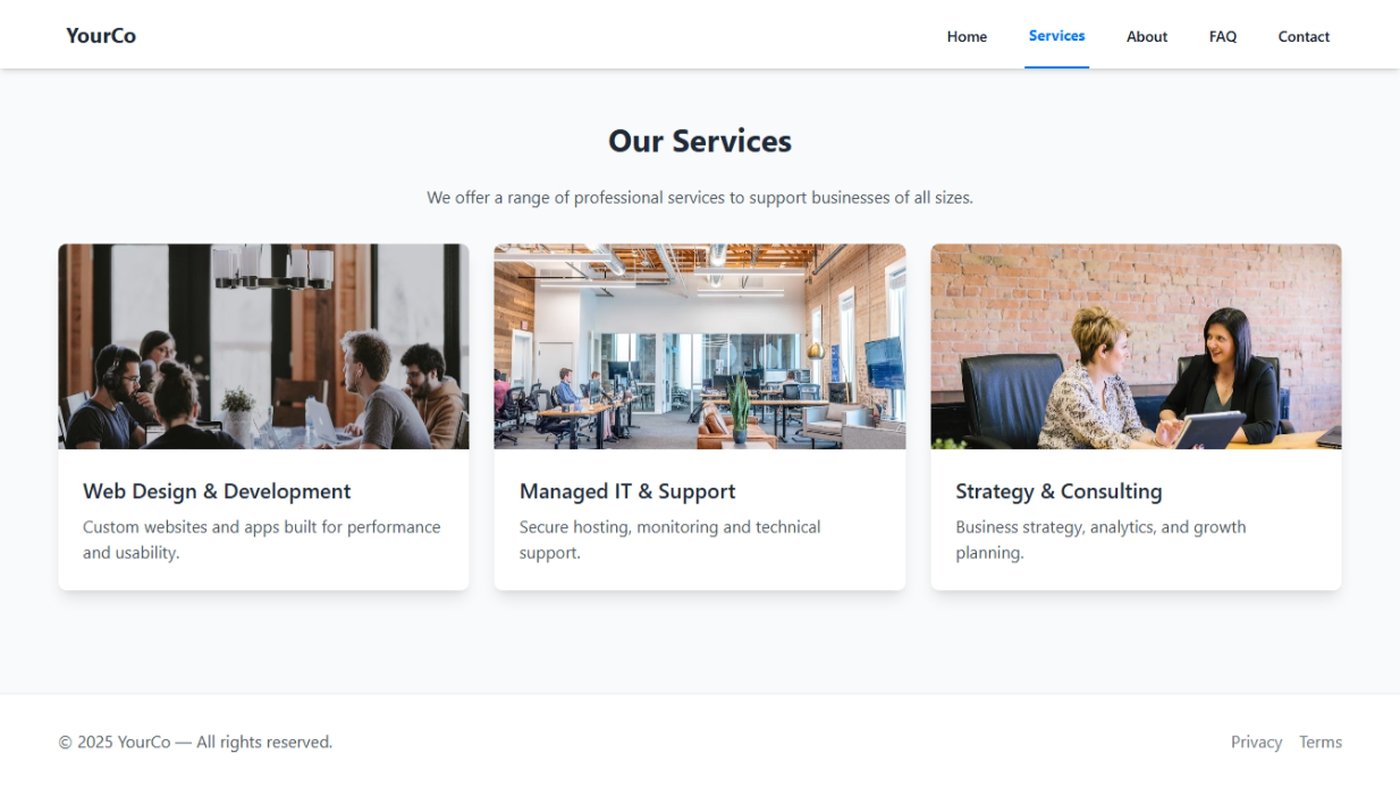 YourCo
Home
Services
About
FAQ
Contact
Our Services
We offer a range of professional services to support businesses of all sizes.
Web Design & Development
Custom websites and apps built for performance
and usability.
Managed IT & Support
Secure hosting, monitoring and technical
support.
Strategy & Consulting
Business strategy, analytics, and growth
planning.
© 2025 YourCo — All rights reserved.
Privacy
Terms